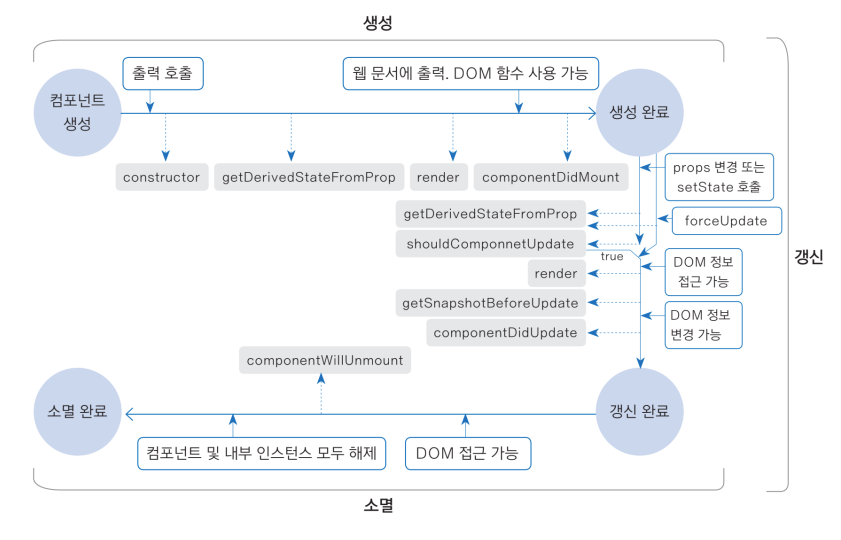 생성
출력 호출
웹 문서에 출력. DOM 함수 사용 가능
컴포넌트
생성
생성 완료
constructor
getDerivedStateFromProp
render
componentDidMount
props 변경 또는
setState 호출
getDerivedStateFromProp
forceUpdate
shouldComponnetUpdate
true
갱신
DOM 정보
접근 가능
render
getSnapshotBeforeUpdate
DOM 정보
변경 가능
componentDidUpdate
componentWillUnmount
소멸 완료
갱신 완료
컴포넌트 및 내부 인스턴스 모두 해제
DOM 접근 가능
소멸